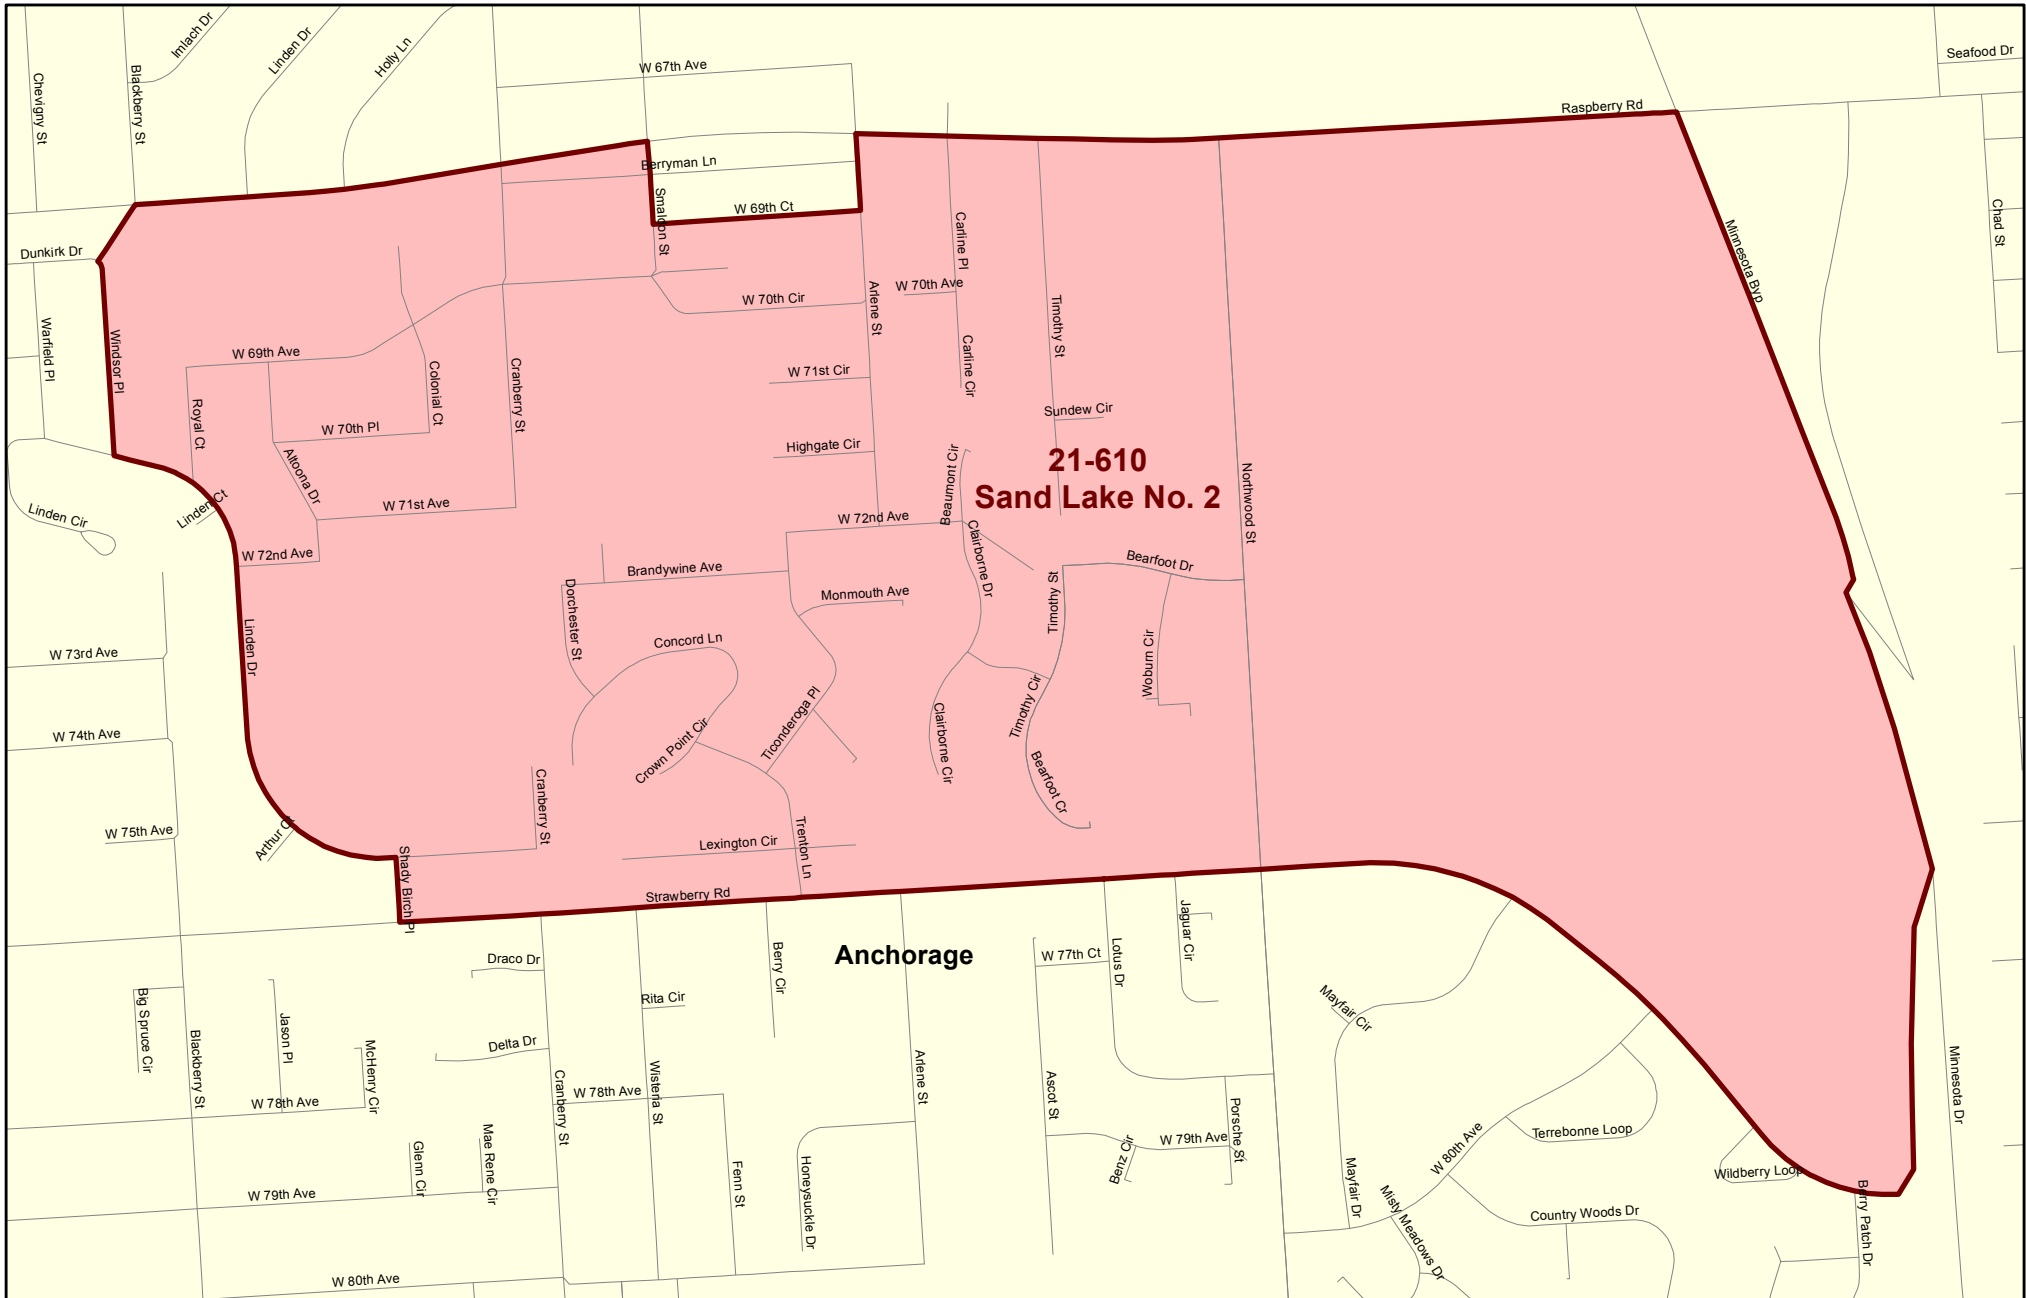 Imlach Dr
Linden Dr
Holly Ln
Chevigny St
Blackberry St
W 67th Ave
Seafood Dr
Raspberry Rd
Berryman Ln
Smaldon St
W 69th Ct
Chad St
Minnesota Byp
Dunkirk Dr
Carline Pl
W 70th Ave
W 70th Cir
Arlene St
Timothy St
Warfield Pl
Windsor Pl
W 69th Ave
Colonial Ct
Cranberry St
W 71st Cir
Carline Cir
Sundew Cir
Royal Ct
W 70th Pl
Highgate Cir
Altoona Dr
Beaumont Cir
21-610
Sand Lake No. 2
Northwood St
Linden Ct
Linden Cir
W 71st Ave
W 72nd Ave
W 72nd Ave
Clairborne Dr
Bearfoot Dr
Brandywine Ave
Dorchester St
Monmouth Ave
Timothy St
Linden Dr
Concord Ln
Woburn Cir
W 73rd Ave
Timothy Cir
Ticonderoga Pl
Crown Point Cir
Clairborne Cir
W 74th Ave
Bearfoot Cr
Cranberry St
W 75th Ave
Arthur Ct
Lexington Cir
Trenton Ln
Shady Birch Pl
Strawberry Rd
Jaguar Cir
Anchorage
W 77th Ct
Lotus Dr
Draco Dr
Berry Cir
Rita Cir
Big Spruce Cir
Jason Pl
Mayfair Cir
Blackberry St
McHenry Cir
Delta Dr
Arlene St
Minnesota Dr
Cranberry St
W 78th Ave
Wisteria St
W 78th Ave
Ascot St
Porsche St
Mae Rene Cir
Glenn Cir
W 79th Ave
Benz Cir
Terrebonne Loop
W 80th Ave
Fenn St
Honeysuckle Dr
Mayfair Dr
Wildberry Loop
Berry Patch Dr
W 79th Ave
Misty Meadows Dr
Country Woods Dr
W 80th Ave